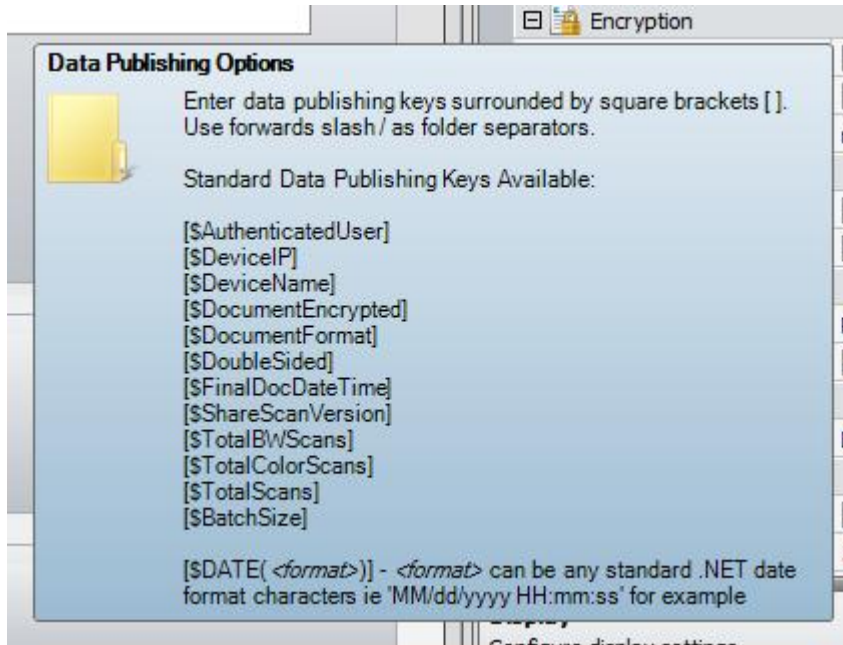 Encryption
Data Publishing Options
Enter data publishing keys surrounded by square brackets [ ].
Use forwards slash / as folder separators.
Standard Data Publishing Keys Available:
[$AuthenticatedUser]
[$DeviceIP]
[$DeviceName]
[$DocumentEncrypted]
[$DocumentFormat]
[$DoubleSided]
[$FinalDocDateTime]
[$ShareScanVersion]
[$TotalBWScans]
[$TotalColorScans]
[$TotalScans]
[$BatchSize]
[$DATE( <format>)] - <format> can be any standard .NET date
format characters ie 'MM/dd/yyyy HH:mm:ss' for example